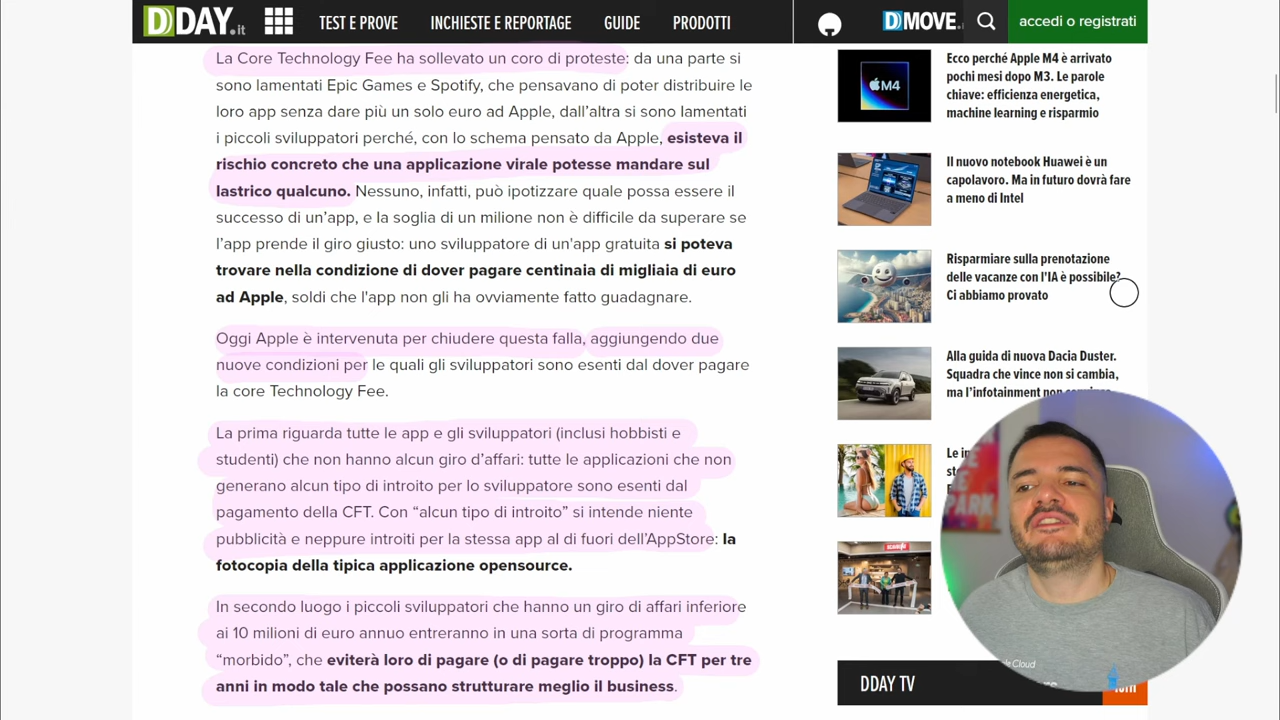 DDAY.it
TEST E PROVE
INCHIESTE E REPORTAGE
GUIDE
PRODOTTI
DMOVE
accedi o registrati
La Core Technology Fee ha sollevato un coro di proteste: da una parte si
sono lamentati Epic Games e Spotify, che pensavano di poter distribuire le
loro app senza dare più un solo euro ad Apple, dall'altra si sono lamentati
i piccoli sviluppatori perché, con lo schema pensato da Apple, esisteva il
rischio concreto che una applicazione virale potesse mandare sul
lastrico qualcuno. Nessuno, infatti, può ipotizzare quale possa essere il
successo di un'app, e la soglia di un milione non è difficile da superare se
l'app prende il giro giusto: uno sviluppatore di un'app gratuita si poteva
trovare nella condizione di dover pagare centinaia di migliaia di euro
ad Apple, soldi che l'app non gli ha ovviamente fatto guadagnare.
Oggi Apple è intervenuta per chiudere questa falla, aggiungendo due
nuove condizioni per le quali gli sviluppatori sono esenti dal dover pagare
la core Technology Fee.
La prima riguarda tutte le app e gli sviluppatori (inclusi hobbisti e
studenti) che non hanno alcun giro d'affari: tutte le applicazioni che non
generano alcun tipo di introito per lo sviluppatore sono esenti dal
pagamento della CFT. Con “alcun tipo di introito” si intende niente
pubblicità e neppure introiti per la stessa app al di fuori dell'AppStore: la
fotocopia della tipica applicazione opensource.
In secondo luogo i piccoli sviluppatori che hanno un giro di affari inferiore
ai 10 milioni di euro annuo entreranno in una sorta di programma
“morbido”, che eviterà loro di pagare (o di pagare troppo) la CFT per tre
anni in modo tale che possano strutturare meglio il business.
M4
Ecco perché Apple M4 è arrivato
pochi mesi dopo M3. Le parole
chiave: efficienza energetica,
machine learning e risparmio
Il nuovo notebook Huawei è un
capolavoro. Ma in futuro dovrà fare
a meno di Intel
Risparmiare sulla prenotazione
delle vacanze con l'IA è possibile?
Ci abbiamo provato
Alla guida di nuova Dacia Duster.
Squadra che vince non si cambia,
ma l'infotainment non
Le
PARK
Cloud
DDAY TV